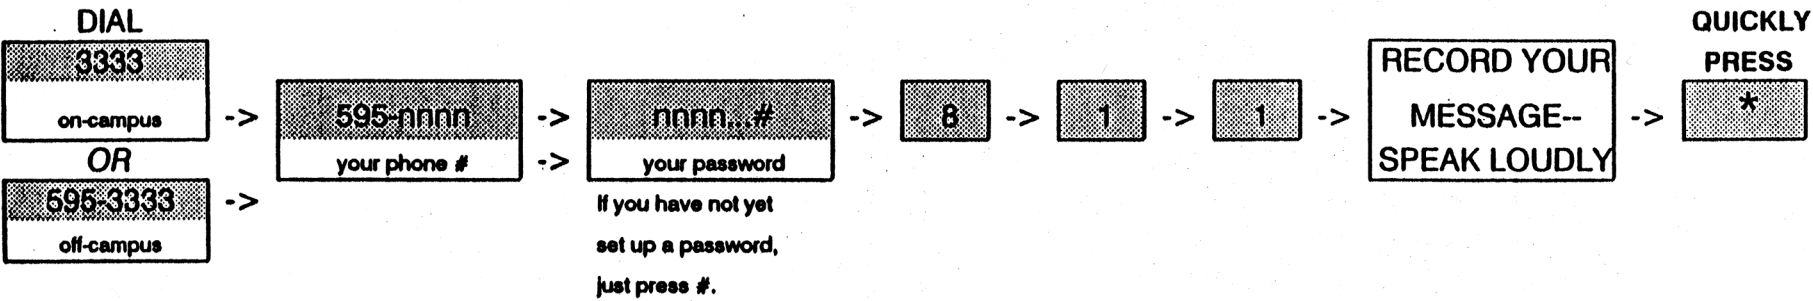 DIAL
3333
on-campus
OR
595-3333
off-campus
->
->
595-nnnn
your phone #
->
->
nnnn...#
your password
If you have not yet
set up a password,
just press #.
->
8
->
1
->
1
->
RECORD YOUR
MESSAGE--
SPEAK LOUDLY
->
QUICKLY
PRESS
*